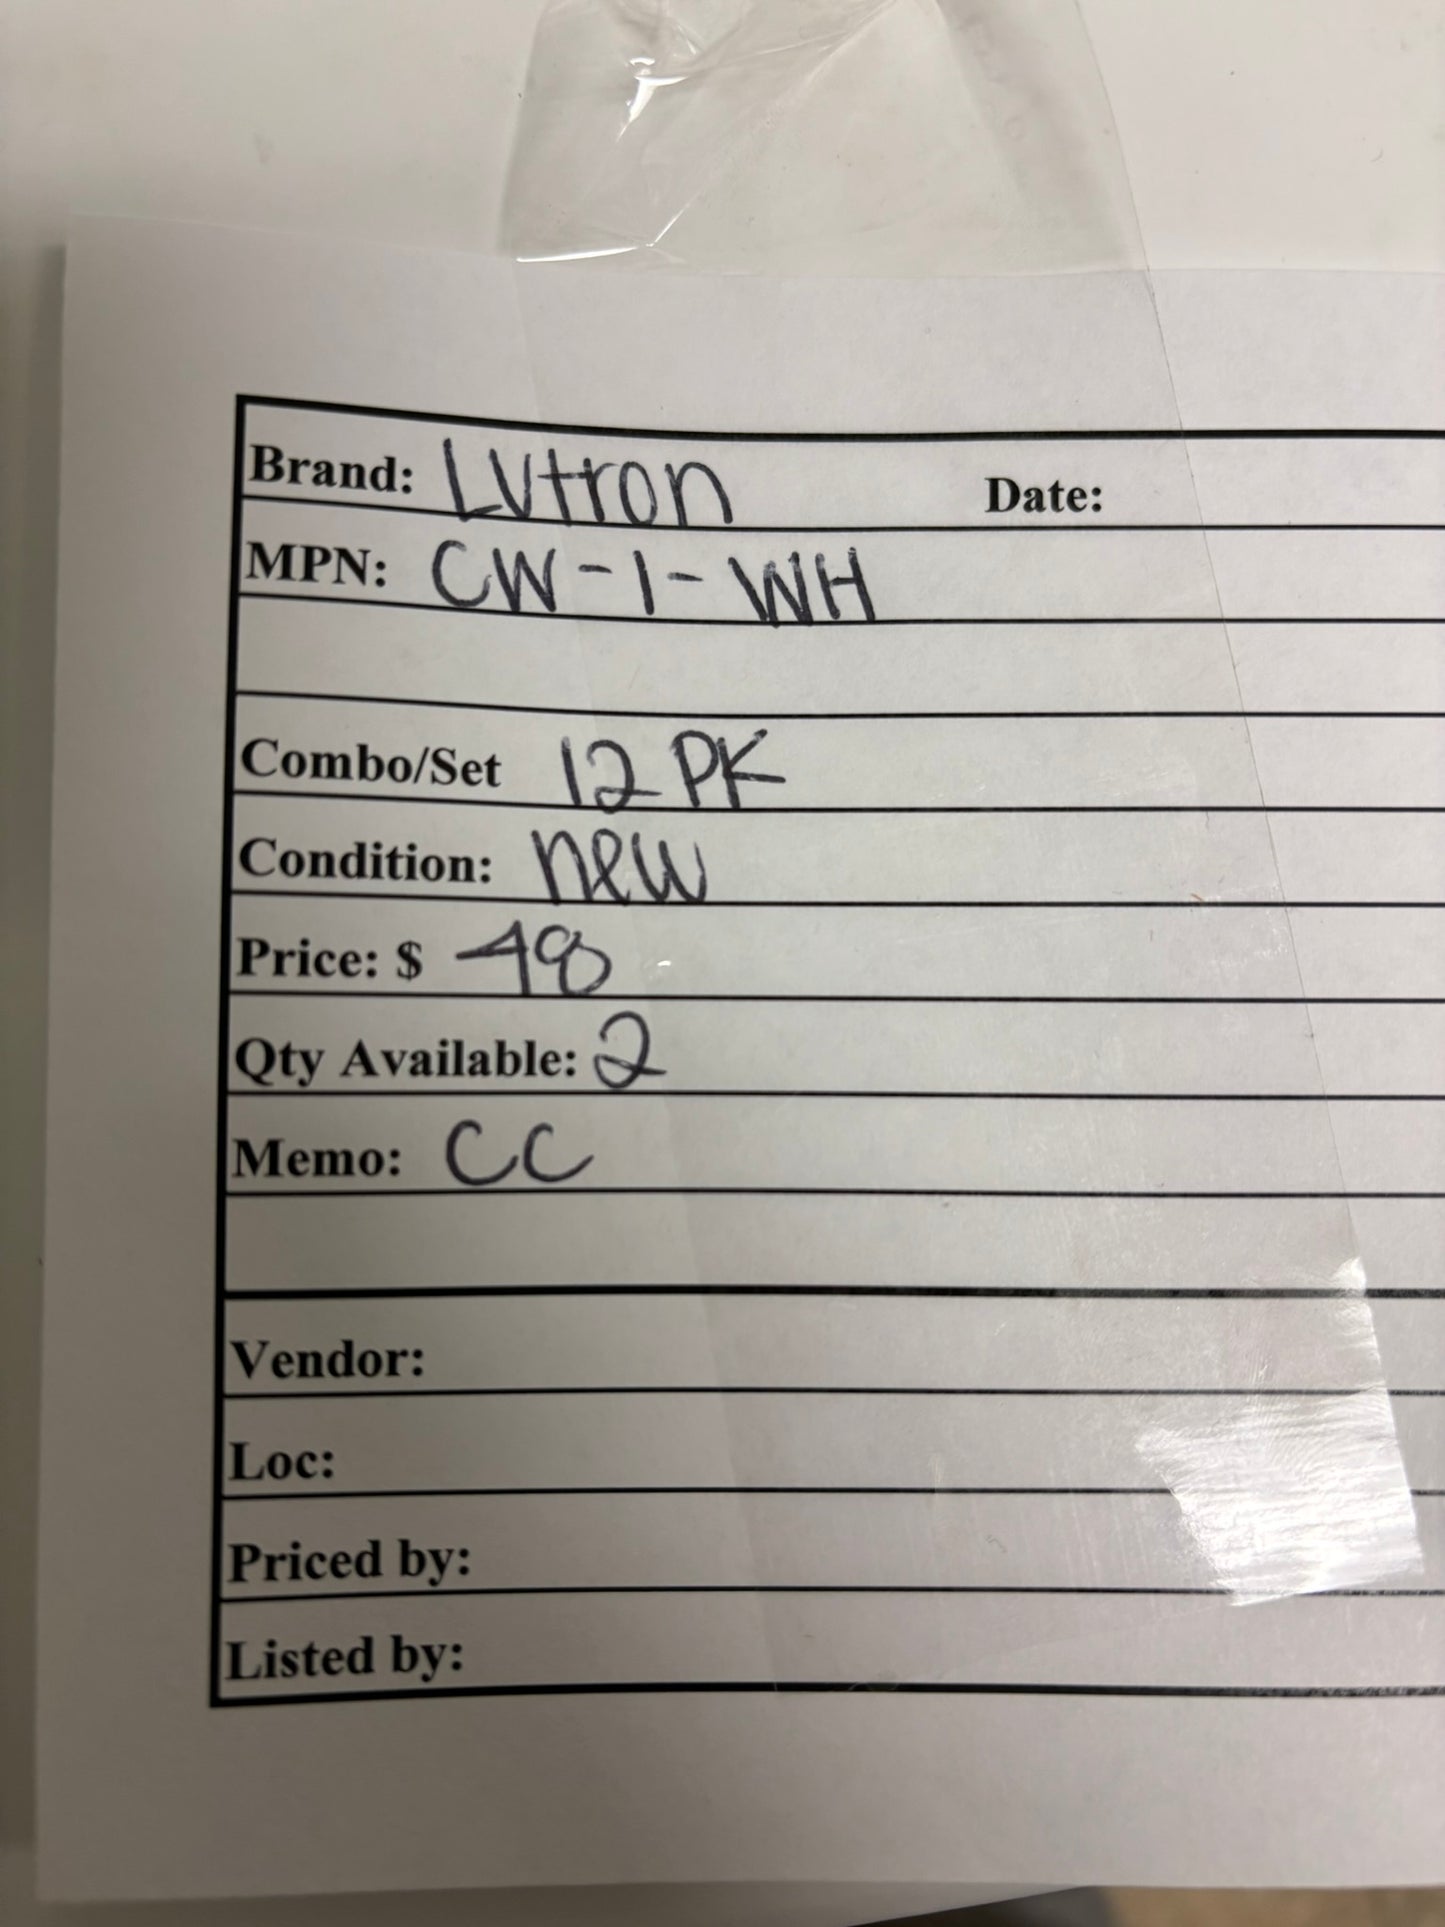 Brand: Lutron Date:
MPN: CW-1-WH
Combo/Set 12 PK
Condition: new
Price: $ 48
Qty Available: 2
Memo: CC
Vendor:
Loc:
Priced by:
Listed by: